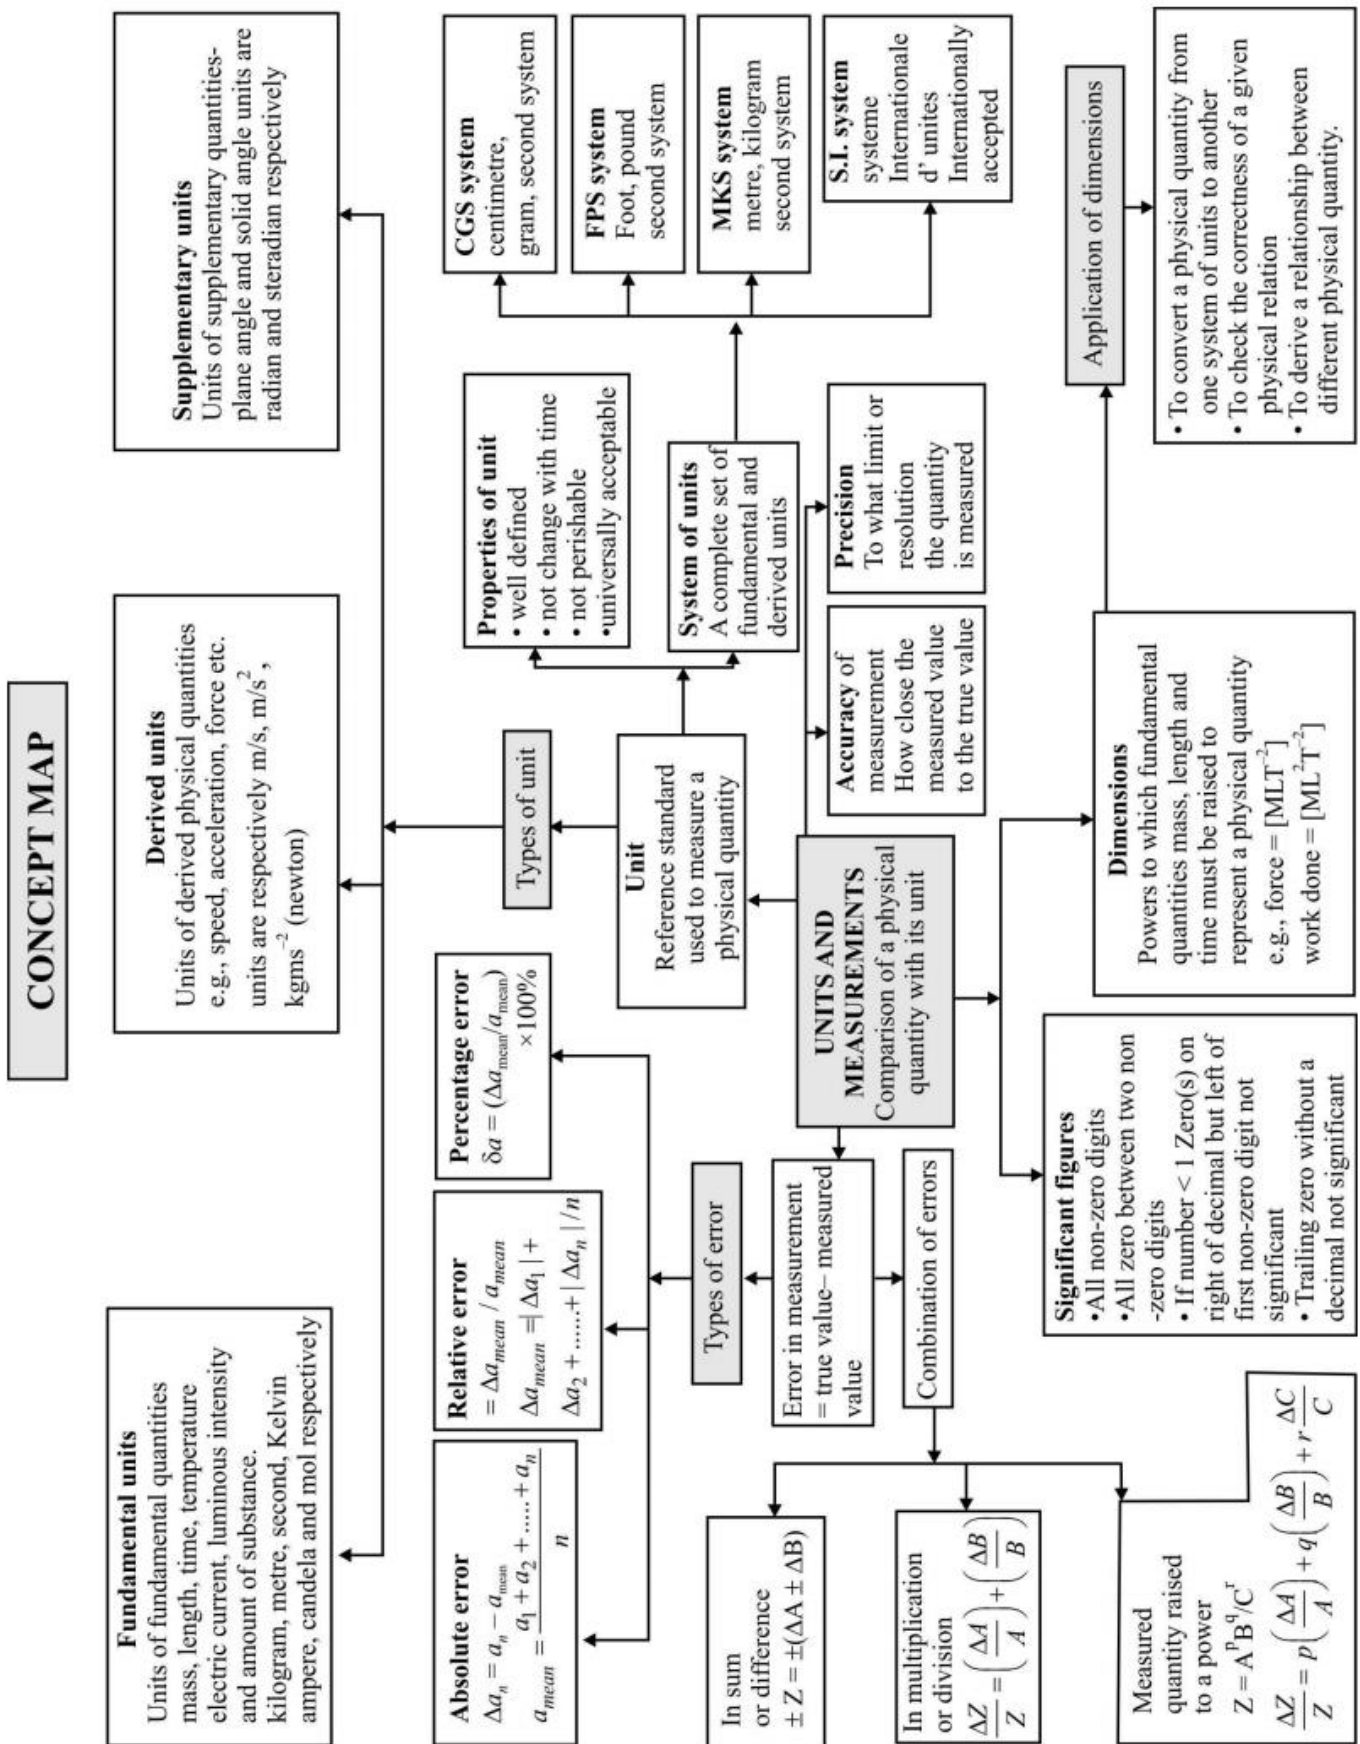 CONCEPT MAP
Fundamental units
Units of fundamental quantities
mass, length, time, temperature
electric current, luminous intensity
and amount of substance.
kilogram, metre, second, Kelvin
ampere, candela and mol respectively
Derived units
Units of derived physical quantities
e.g., speed, acceleration, force etc.
units are respectively m/s, m/s²,
kgms⁻² (newton)
Supplementary units
Units of supplementary quantities-
plane angle and solid angle units are
radian and steradian respectively
Absolute error
Δaₙ = aₙ – a_mean
a_mean = (a₁ + a₂ + ..... + aₙ)/n
Relative error
= Δa_mean / a_mean
Δa_mean =| Δa₁ | +
Δa₂ + ......+ | Δaₙ | / n
Percentage error
δa = (Δa_mean/a_mean)
×100%
Types of unit
Properties of unit
• well defined
• not change with time
• not perishable
•universally acceptable
CGS system
centimetre,
gram, second system
FPS system
Foot, pound
second system
MKS system
metre, kilogram
second system
S.I. system
systeme
Internationale
d' unites
Internationally
accepted
Unit
Reference standard
used to measure a
physical quantity
System of units
A complete set of
fundamental and
derived units
Types of error
Error in measurement
= true value– measured
value
Combination of errors
In sum
or difference
± Z = ±(ΔA ± ΔB)
In multiplication
or division
ΔZ/Z = (ΔA/A) + (ΔB/B)
Measured
quantity raised
to a power
Z = AᵖB^q/Cʳ
ΔZ/Z = p(ΔA/A) + q(ΔB/B) + r ΔC/C
UNITS AND
MEASUREMENTS
Comparison of a physical
quantity with its unit
Accuracy of
measurement
How close the
measured value
to the true value
Precision
To what limit or
resolution
the quantity
is measured
Significant figures
•All non-zero digits
•All zero between two non
-zero digits
• If number < 1 Zero(s) on
right of decimal but left of
first non-zero digit not
significant
• Trailing zero without a
decimal not significant
Dimensions
Powers to which fundamental
quantities mass, length and
time must be raised to
represent a physical quantity
e.g., force = [MLT⁻²]
work done = [ML²T⁻²]
Application of dimensions
• To convert a physical quantity from
one system of units to another
• To check the correctness of a given
physical relation
• To derive a relationship between
different physical quantity.